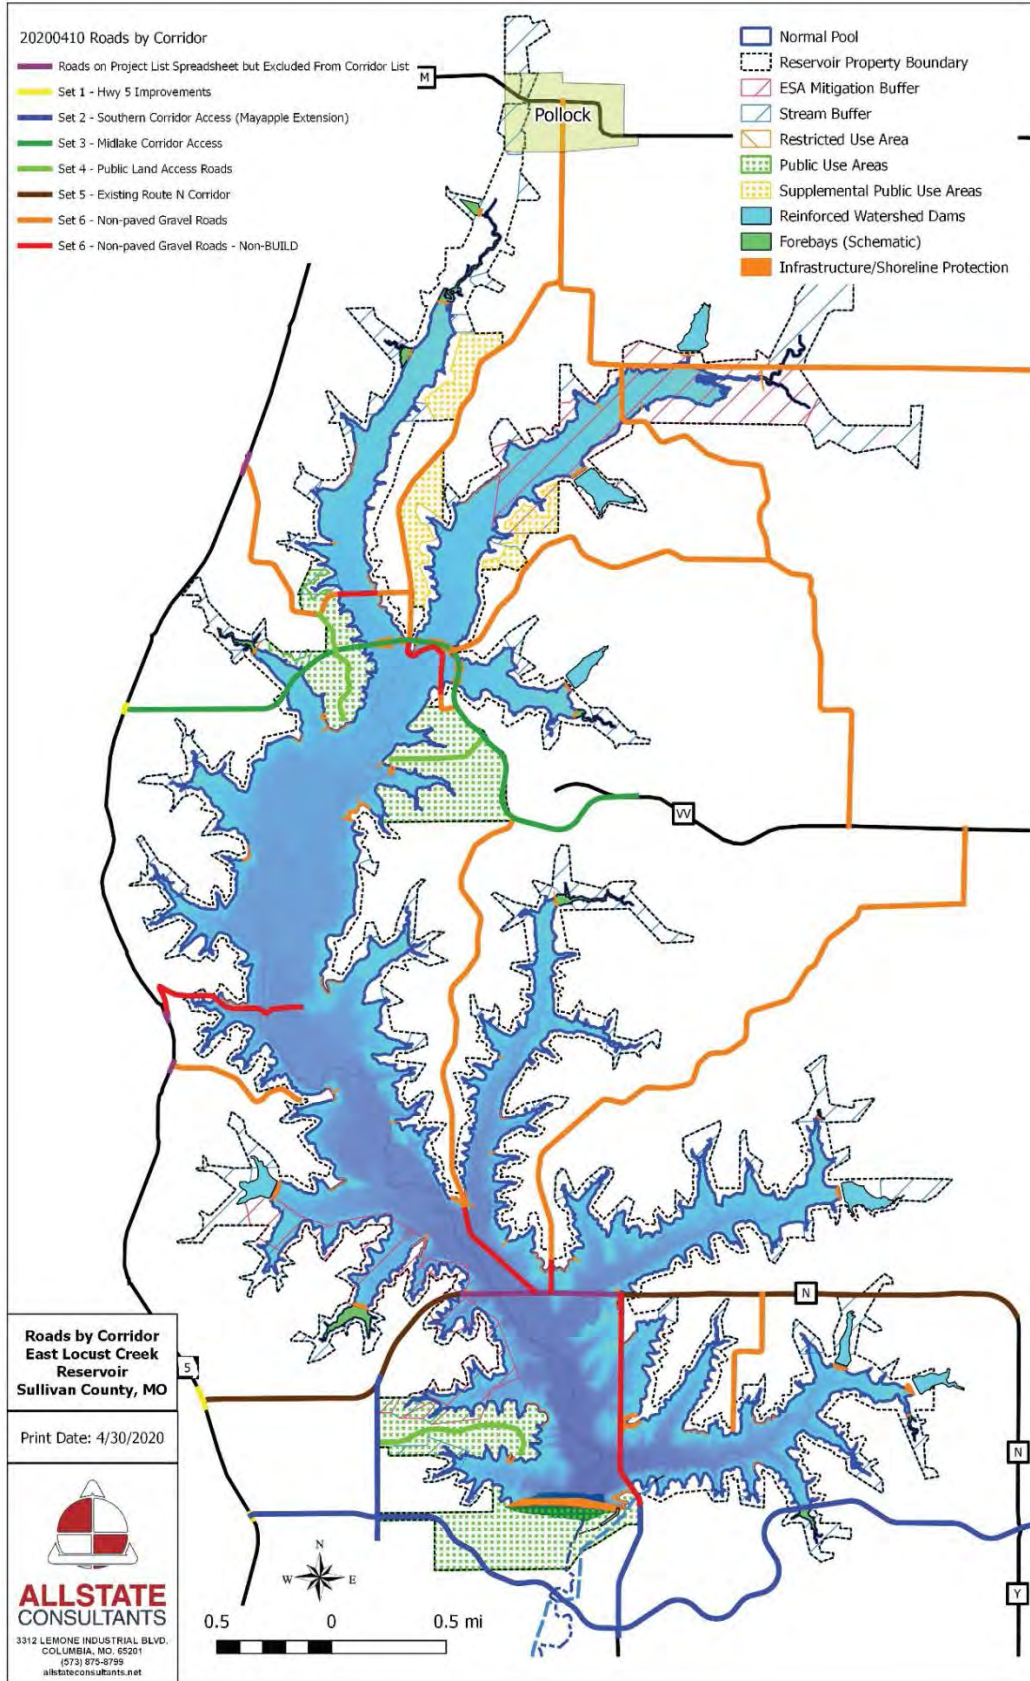 20200410 Roads by Corridor
Roads on Project List Spreadsheet but Excluded From Corridor List
Set 1 - Hwy 5 Improvements
Set 2 - Southern Corridor Access (Mayapple Extension)
Set 3 - Midlake Corridor Access
Set 4 - Public Land Access Roads
Set 5 - Existing Route N Corridor
Set 6 - Non-paved Gravel Roads
Set 6 - Non-paved Gravel Roads - Non-BUILD
Normal Pool
Reservoir Property Boundary
ESA Mitigation Buffer
Stream Buffer
Restricted Use Area
Public Use Areas
Supplemental Public Use Areas
Reinforced Watershed Dams
Forebays (Schematic)
Infrastructure/Shoreline Protection
M
Pollock
VV
N
5
N
Y
Roads by Corridor
East Locust Creek
Reservoir
Sullivan County, MO
Print Date: 4/30/2020
ALLSTATE
CONSULTANTS
3312 LEMONE INDUSTRIAL BLVD.
COLUMBIA, MO. 65201
(573) 875-8799
allstateconsultants.net
N
W E
S
0.5 0 0.5 mi